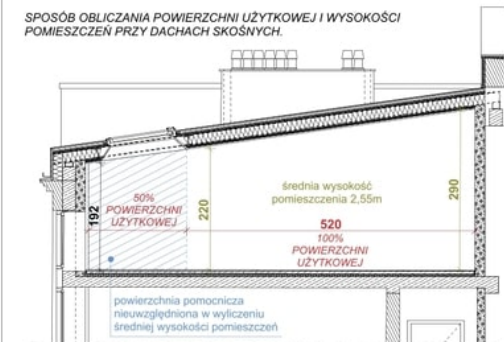 SPOSÓB OBLICZANIA POWIERZCHNI UŻYTKOWEJ I WYSOKOŚCI
POMIESZCZEŃ PRZY DACHACH SKOŚNYCH.
192
50%
POWIERZCHNI
UŻYTKOWEJ
220
średnia wysokość
pomieszczenia 2,55m
290
520
100%
POWIERZCHNI
UŻYTKOWEJ
powierzchnia pomocnicza
nieuwzględniona w wyliczeniu
średniej wysokości pomieszczeń